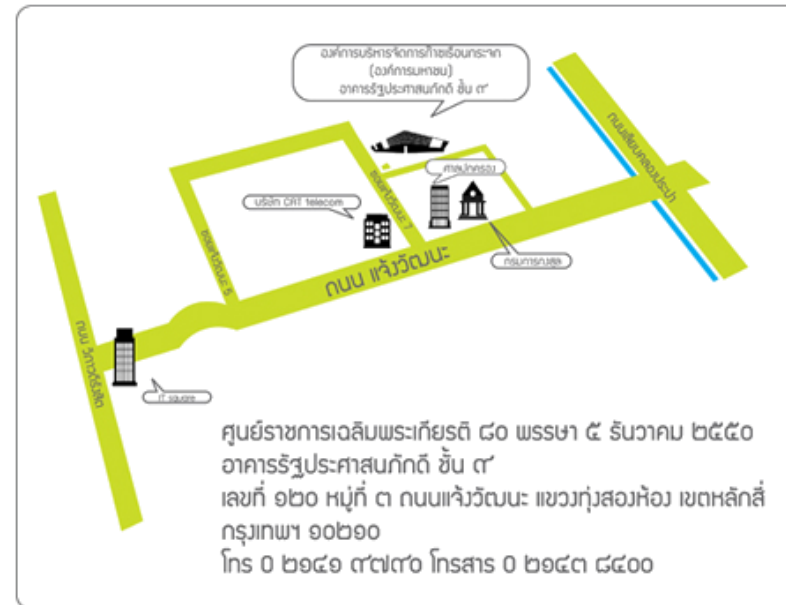 องค์การบริหารจัดการก๊าซเรือนกระจก
(องค์การมหาชน)
อาคารรัฐประศาสนภักดี ชั้น ๙
ถนนเลียบคลองประปา
ศาลปกครอง
ซอยแจ้งวัฒนะ 7
บริษัท CAT telecom
กรมการกงสุล
ถนน แจ้งวัฒนะ
ซอยแจ้งวัฒนะ 5
ถนน วิภาวดีรังสิต
IT square
ศูนย์ราชการเฉลิมพระเกียรติ ๘๐ พรรษา ๕ ธันวาคม ๒๕๕๐
อาคารรัฐประศาสนภักดี ชั้น ๙
เลขที่ ๑๒๐ หมู่ที่ ๓ ถนนแจ้งวัฒนะ แขวงทุ่งสองห้อง เขตหลักสี่
กรุงเทพฯ ๑๐๒๑๐
โทร 0 ๒๑๔๑ ๙๗๙๐ โทรสาร 0 ๒๑๔๓ ๘๔๐๐